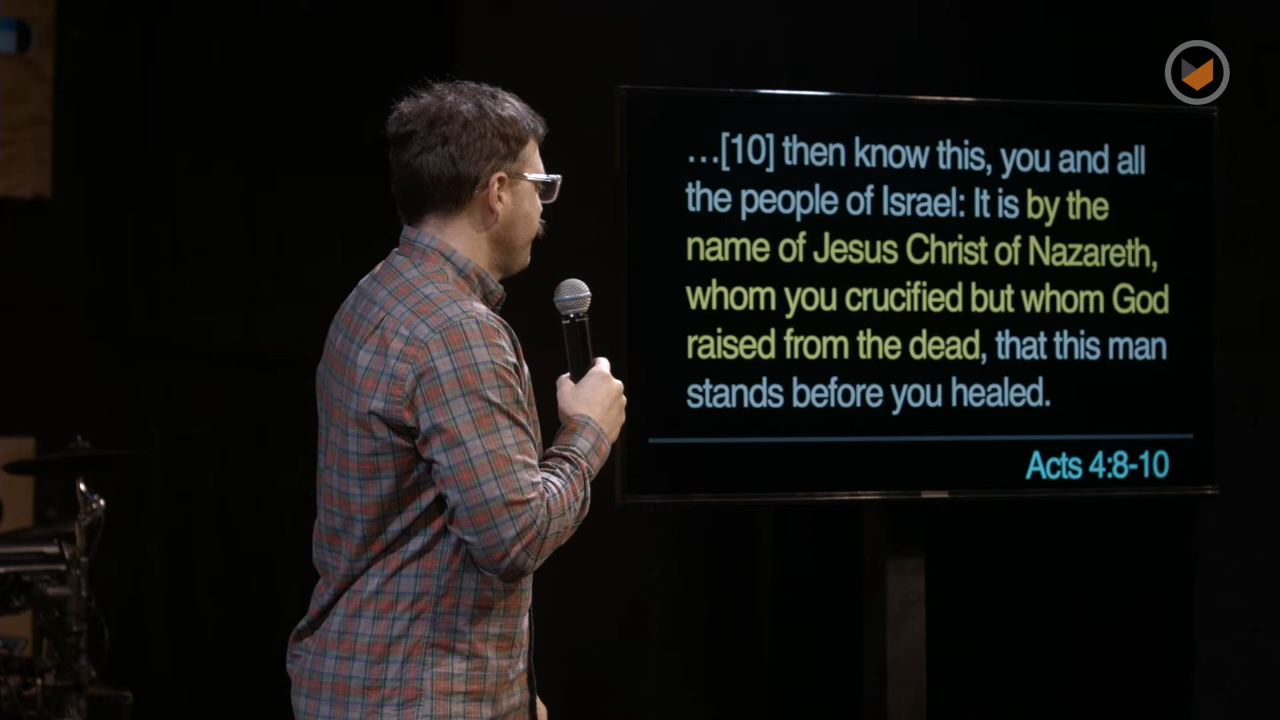 …[10] then know this, you and all
the people of Israel: It is by the
name of Jesus Christ of Nazareth,
whom you crucified but whom God
raised from the dead, that this man
stands before you healed.
Acts 4:8-10